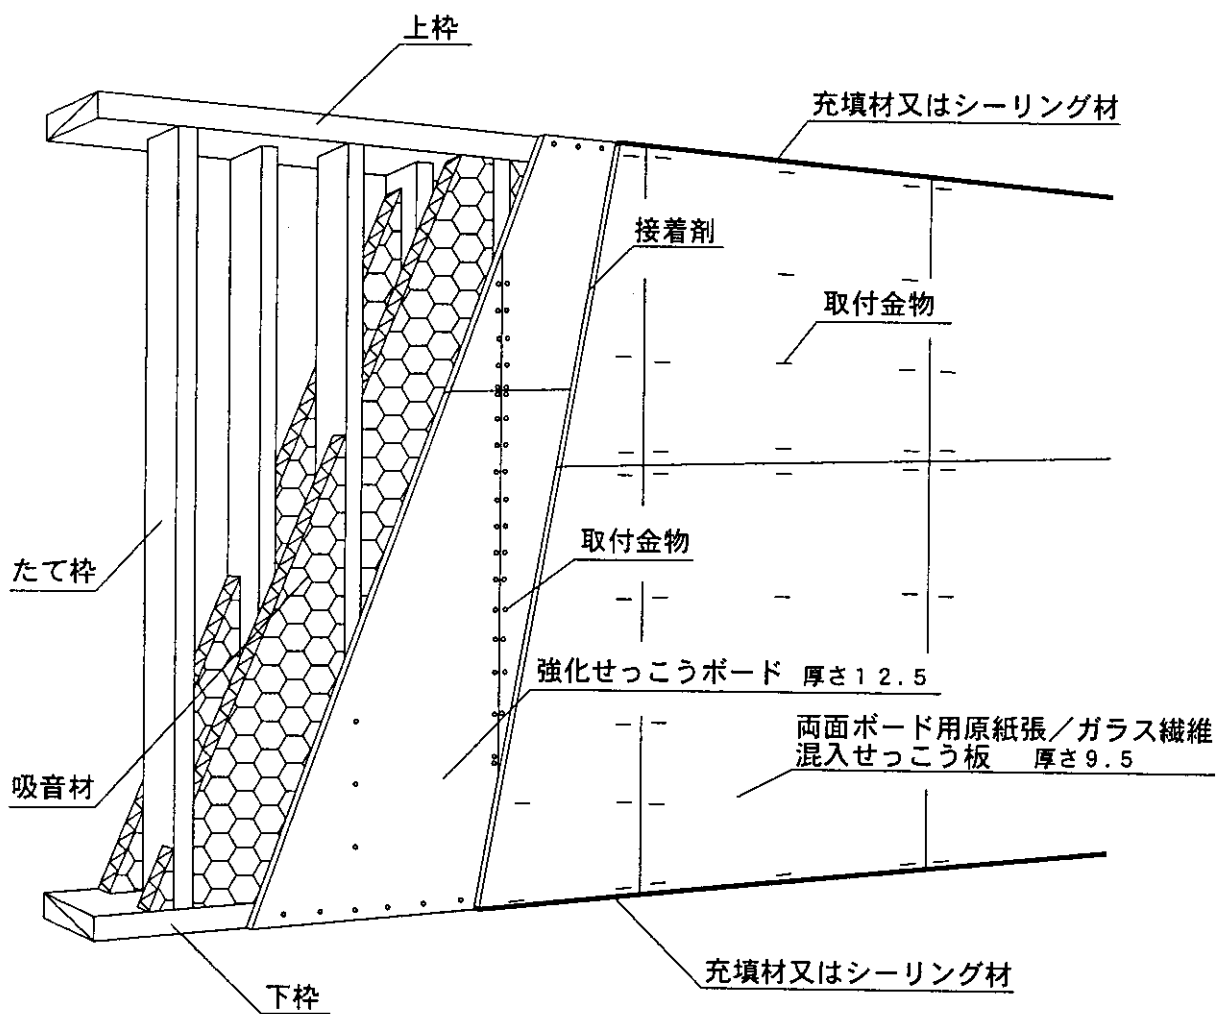 上枠
充填材又はシーリング材
接着剤
取付金物
たて枠
取付金物
強化せっこうボード 厚さ12.5
両面ボード用原紙張/ガラス繊維
混入せっこう板 厚さ9.5
吸音材
充填材又はシーリング材
下枠